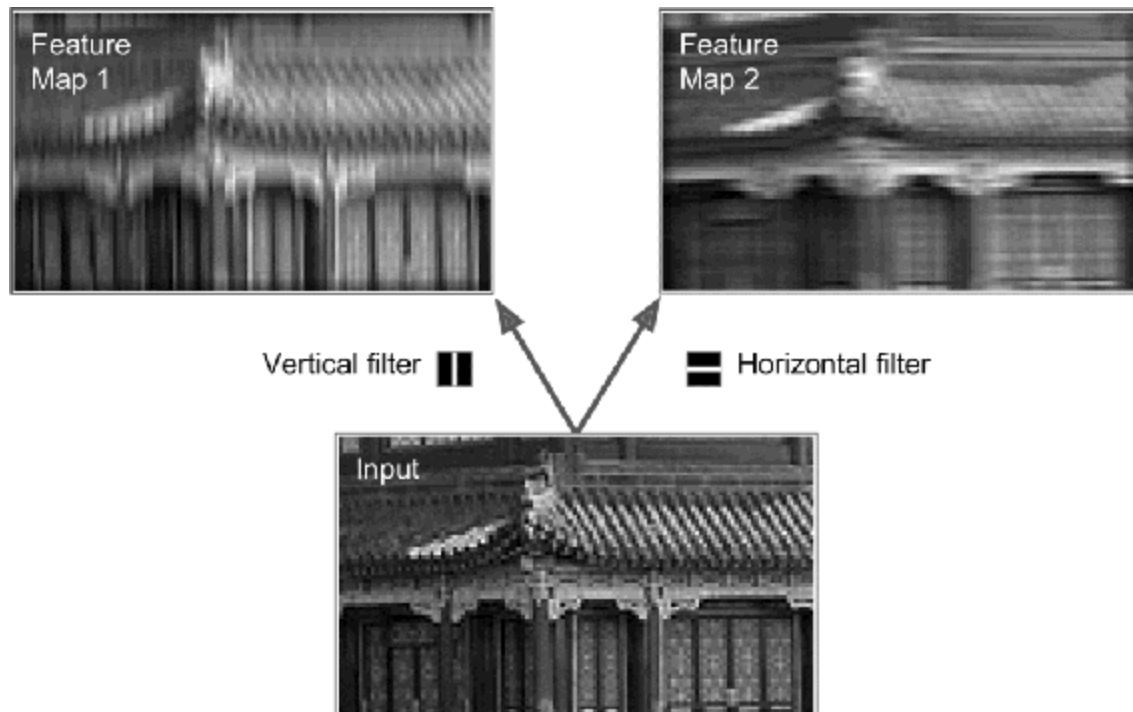 Feature
Map 1
Feature
Map 2
Vertical filter
Horizontal filter
Input